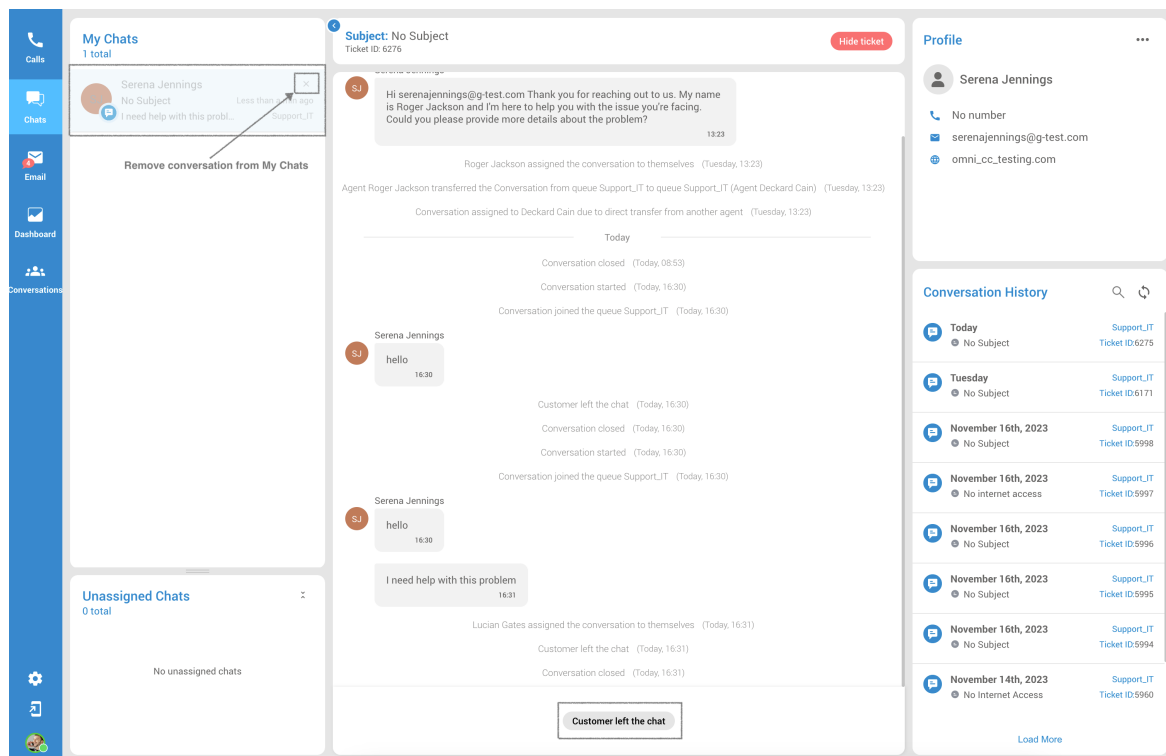 Calls
Chats
4
Email
Dashboard
Conversations
My Chats
1 total
Serena Jennings
No Subject
Less than a min ago
I need help with this probl...
Support_IT
Remove conversation from My Chats
Unassigned Chats
0 total
No unassigned chats
Subject: No Subject
Ticket ID: 6276
Hide ticket
Serena Jennings
SJ
Hi serenajennings@g-test.com Thank you for reaching out to us. My name
is Roger Jackson and I'm here to help you with the issue you're facing.
Could you please provide more details about the problem?
13:23
Roger Jackson assigned the conversation to themselves (Tuesday, 13:23)
Agent Roger Jackson transferred the Conversation from queue Support_IT to queue Support_IT (Agent Deckard Cain) (Tuesday, 13:23)
Conversation assigned to Deckard Cain due to direct transfer from another agent (Tuesday, 13:23)
Today
Conversation closed (Today, 08:53)
Conversation started (Today, 16:30)
Conversation joined the queue Support_IT (Today, 16:30)
Serena Jennings
SJ
hello
16:30
Customer left the chat (Today, 16:30)
Conversation closed (Today, 16:30)
Conversation started (Today, 16:30)
Conversation joined the queue Support_IT (Today, 16:30)
Serena Jennings
SJ
hello
16:30
I need help with this problem
16:31
Lucian Gates assigned the conversation to themselves (Today, 16:31)
Customer left the chat (Today, 16:31)
Conversation closed (Today, 16:31)
Customer left the chat
Profile
Serena Jennings
No number
serenajennings@g-test.com
omni_cc_testing.com
Conversation History
Today
Support_IT
No Subject
Ticket ID:6275
Tuesday
Support_IT
No Subject
Ticket ID:6171
November 16th, 2023
Support_IT
No Subject
Ticket ID:5998
November 16th, 2023
Support_IT
No internet access
Ticket ID:5997
November 16th, 2023
Support_IT
No Subject
Ticket ID:5996
November 16th, 2023
Support_IT
No Subject
Ticket ID:5995
November 16th, 2023
Support_IT
No Subject
Ticket ID:5994
November 14th, 2023
Support_IT
No Internet Access
Ticket ID:5960
Load More